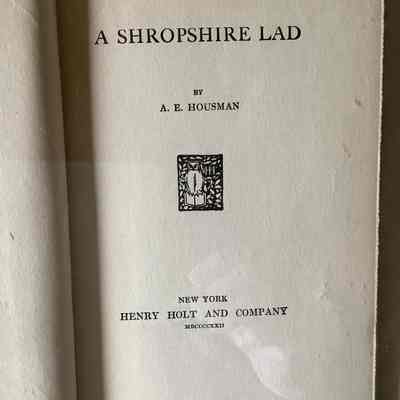 A SHROPSHIRE LAD
BY
A. E. HOUSMAN
NEW YORK
HENRY HOLT AND COMPANY
MDCCCCXXII